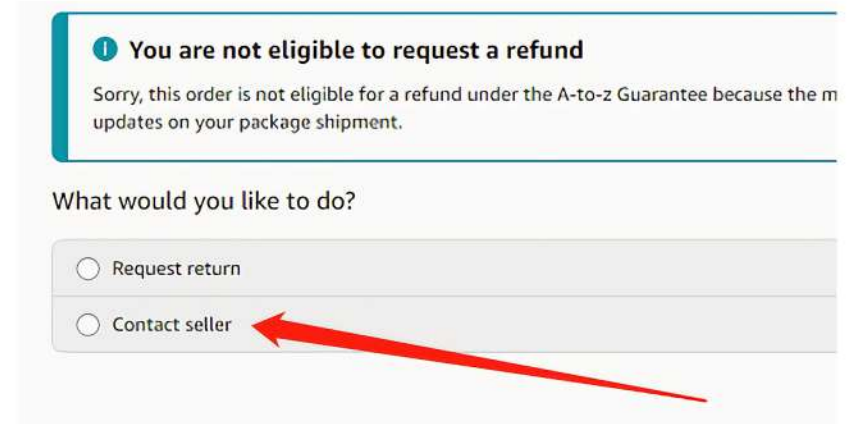 You are not eligible to request a refund
Sorry, this order is not eligible for a refund under the A-to-z Guarantee because the m
updates on your package shipment.
What would you like to do?
Request return
Contact seller